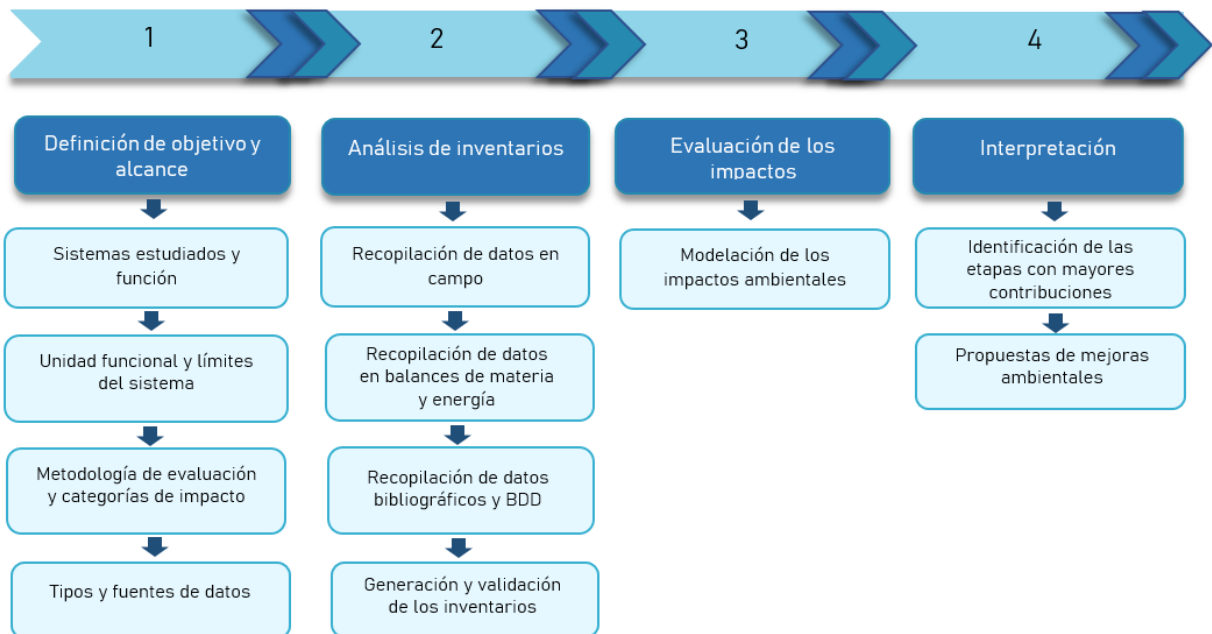 1
2
3
4
Definición de objetivo y
alcance
Sistemas estudiados y
función
Unidad funcional y límites
del sistema
Metodología de evaluación
y categorías de impacto
Tipos y fuentes de datos
Análisis de inventarios
Recopilación de datos en
campo
Recopilación de datos
en balances de materia
y energía
Recopilación de datos
bibliográficos y BDD
Generación y validación
de los inventarios
Evaluación de los
impactos
Modelación de los
impactos ambientales
Interpretación
Identificación de las
etapas con mayores
contribuciones
Propuestas de mejoras
ambientales